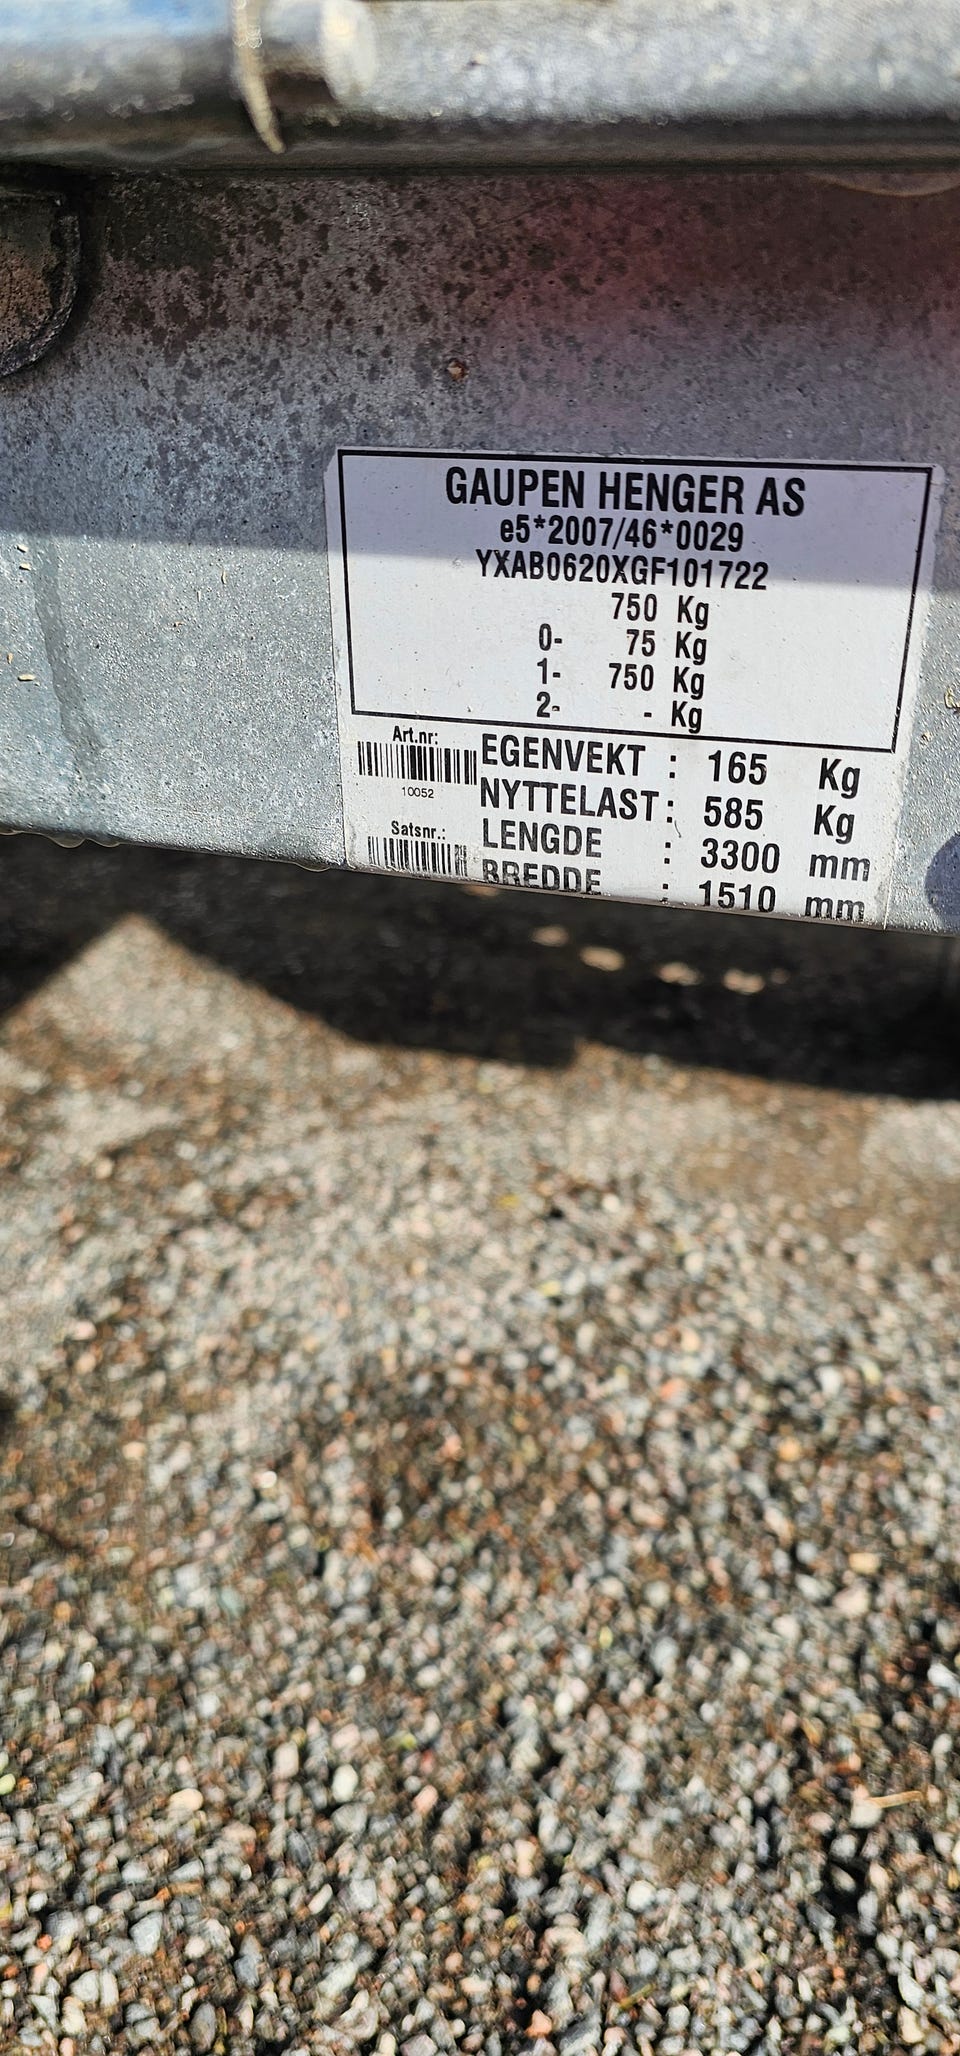 GAUPEN HENGER AS
e5*2007/46*0029
YXAB0620XGF101722
750 Kg
0- 75 Kg
1- 750 Kg
2- - Kg
Art.nr:
10052
Satsnr.:
EGENVEKT : 165 Kg
NYTTELAST : 585 Kg
LENGDE : 3300 mm
BREDDE : 1510 mm